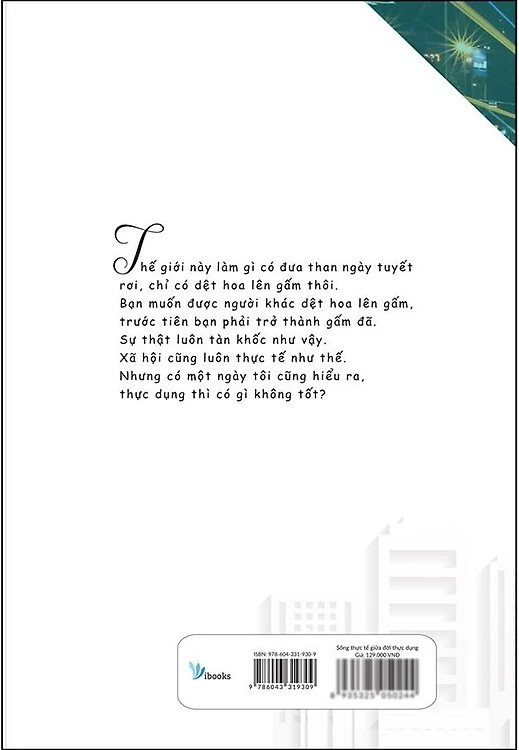 Thế giới này làm gì có đưa than ngày tuyết
rơi, chỉ có dệt hoa lên gấm thôi.
Bạn muốn được người khác dệt hoa lên gấm,
trước tiên bạn phải trở thành gấm đã.
Sự thật luôn tàn khốc như vậy.
Xã hội cũng luôn thực tế như thế.
Nhưng có một ngày tôi cũng hiểu ra,
thực dụng thì có gì không tốt?
ibooks
ISBN: 978-604-331-930-9
9 786043 319309
Sống thực tế giữa đời thực dụng
Giá: 129.000 VNĐ
8 935325 050244